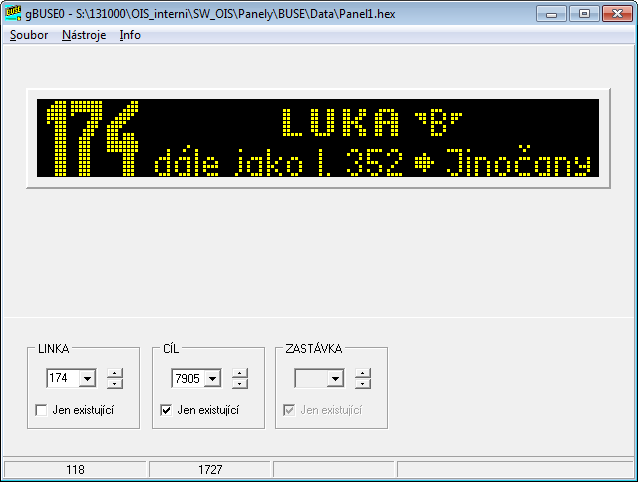 gBUSE0 - S:\131000\OIS_interni\SW_OIS\Panely\BUSE\Data\Panel1.hex
Soubor Nástroje Info
174 LUKA "B"
dále jako l. 352 → Jinočany
LINKA CÍL ZASTÁVKA
174 7905
Jen existující Jen existující Jen existující
118 1727